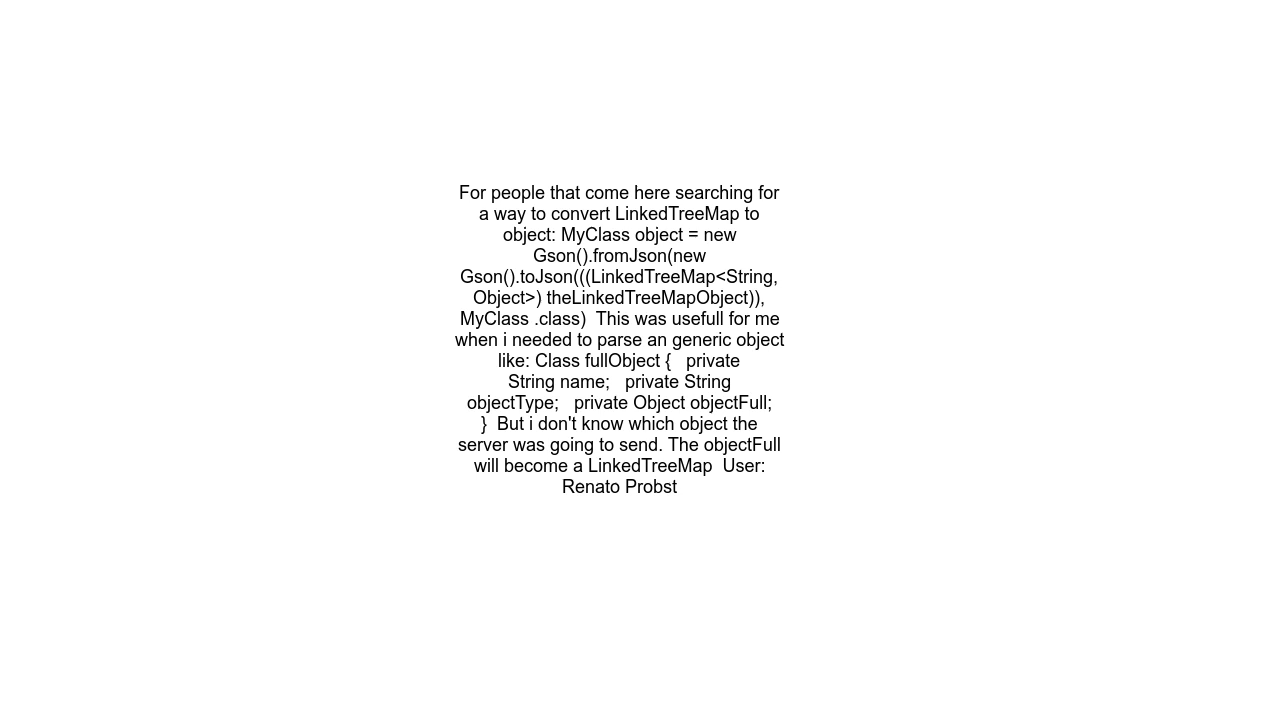 For people that come here searching for
a way to convert LinkedTreeMap to
object: MyClass object = new
Gson().fromJson(new
Gson().toJson(((LinkedTreeMap<String,
Object>) theLinkedTreeMapObject)),
MyClass .class)  This was usefull for me
when i needed to parse an generic object
like: Class fullObject {   private
String name;   private String
objectType;   private Object objectFull;
}  But i don't know which object the
server was going to send. The objectFull
will become a LinkedTreeMap  User:
Renato Probst